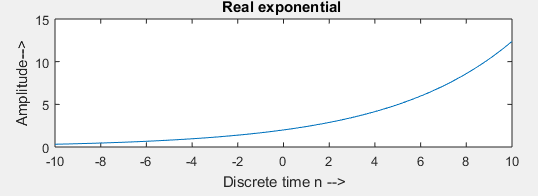 Real exponential
15
10
5
0
Amplitude-->
-10 -8 -6 -4 -2 0 2 4 6 8 10
Discrete time n -->